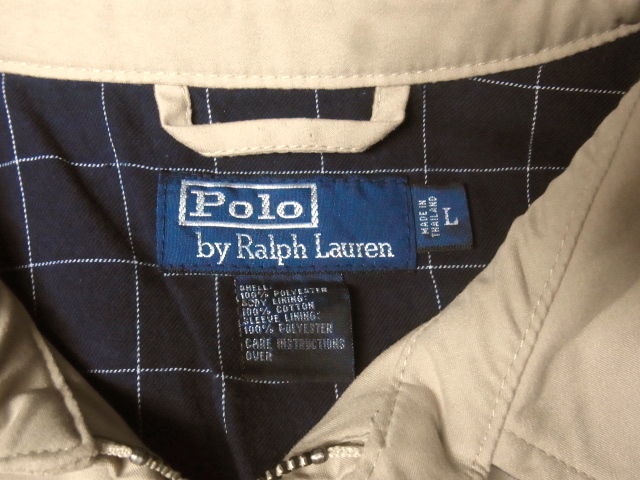 Polo
by Ralph Lauren
MADE IN
THAILAND
L
SHELL:
100% POLYESTER
BODY LINING:
100% COTTON
SLEEVE LINING:
100% POLYESTER
CARE INSTRUCTIONS
OVER